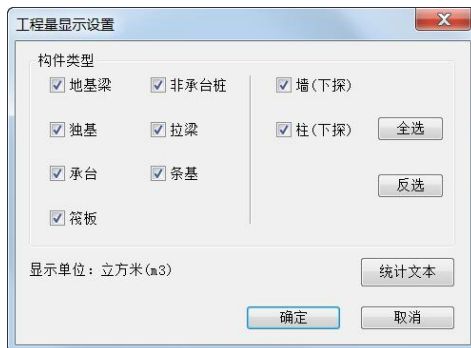 工程量显示设置
构件类型
地基梁 非承台桩 墙(下探)
独基 拉梁 柱(下探) 全选
承台 条基 反选
筏板
显示单位: 立方米(m3) 统计文本
确定 取消